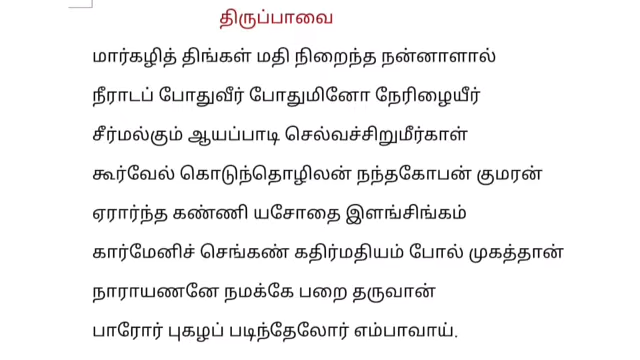 திருப்பாவை
மார்கழித் திங்கள் மதி நிறைந்த நன்னாளால்
நீராடப் போதுவீர் போதுமினோ நேரிழையீர்
சீர்மல்கும் ஆயப்பாடி செல்வச்சிறுமீர்காள்
கூர்வேல் கொடுந்தொழிலன் நந்தகோபன் குமரன்
ஏரார்ந்த கண்ணி யசோதை இளங்சிங்கம்
கார்மேனிச் செங்கண் கதிர்மதியம் போல் முகத்தான்
நாராயணனே நமக்கே பறை தருவான்
பாரோர் புகழப் படிந்தேலோர் எம்பாவாய்.